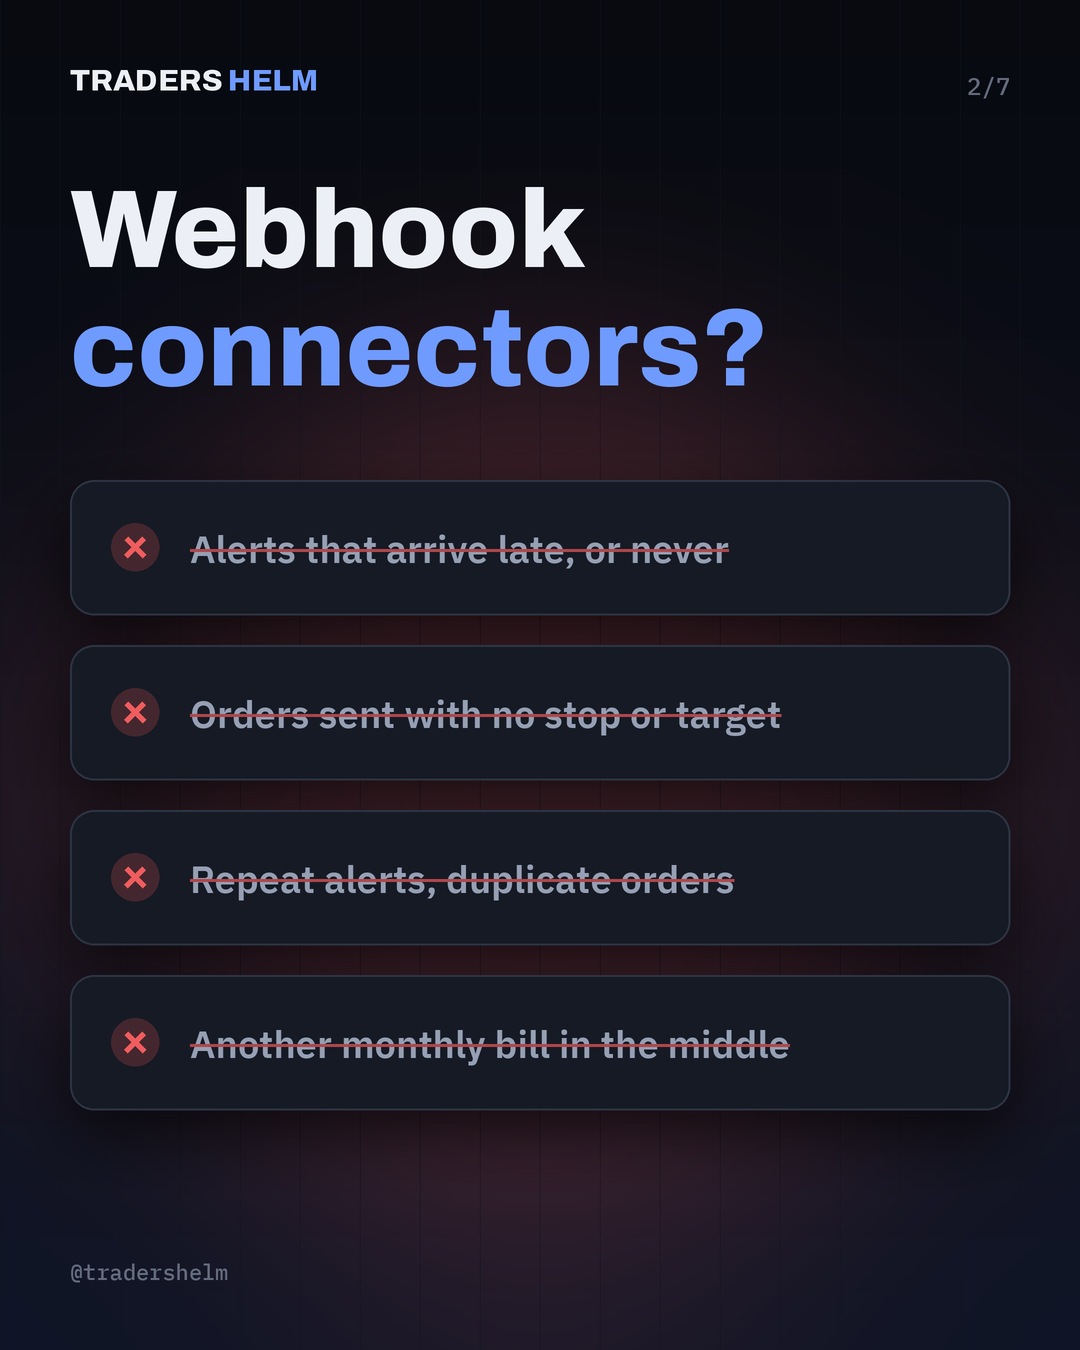 TRADERS HELM
2/7
Webhook
connectors?
Alerts that arrive late, or never
Orders sent with no stop or target
Repeat alerts, duplicate orders
Another monthly bill in the middle
@tradershelm